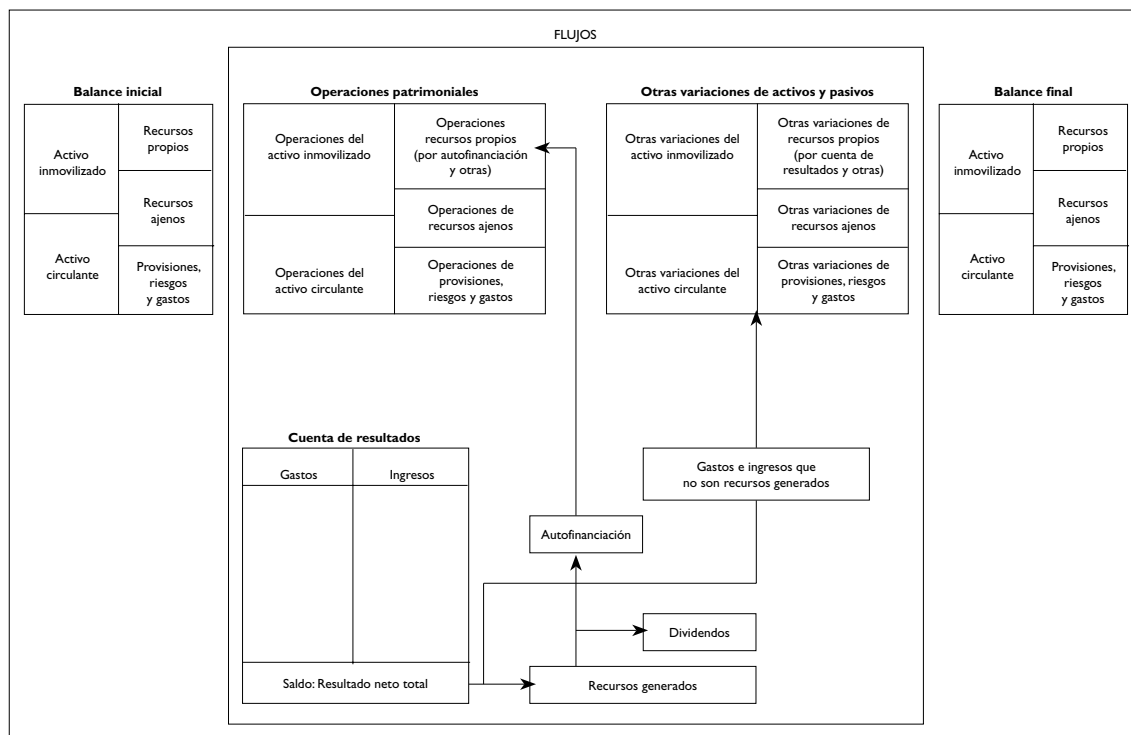 FLUJOS
Balance inicial
Activo
inmovilizado
Recursos
propios
Recursos
ajenos
Activo
circulante
Provisiones,
riesgos
y gastos
Operaciones patrimoniales
Operaciones del
activo inmovilizado
Operaciones
recursos propios
(por autofinanciación
y otras)
Operaciones de
recursos ajenos
Operaciones del
activo circulante
Operaciones de
provisiones,
riesgos y gastos
Otras variaciones de activos y pasivos
Otras variaciones del
activo inmovilizado
Otras variaciones de
recursos propios
(por cuenta de
resultados y otras)
Otras variaciones de
recursos ajenos
Otras variaciones del
activo circulante
Otras variaciones de
provisiones, riesgos
y gastos
Balance final
Activo
inmovilizado
Recursos
propios
Recursos
ajenos
Activo
circulante
Provisiones,
riesgos
y gastos
Cuenta de resultados
Gastos
Ingresos
Saldo: Resultado neto total
Gastos e ingresos que
no son recursos generados
Autofinanciación
Dividendos
Recursos generados